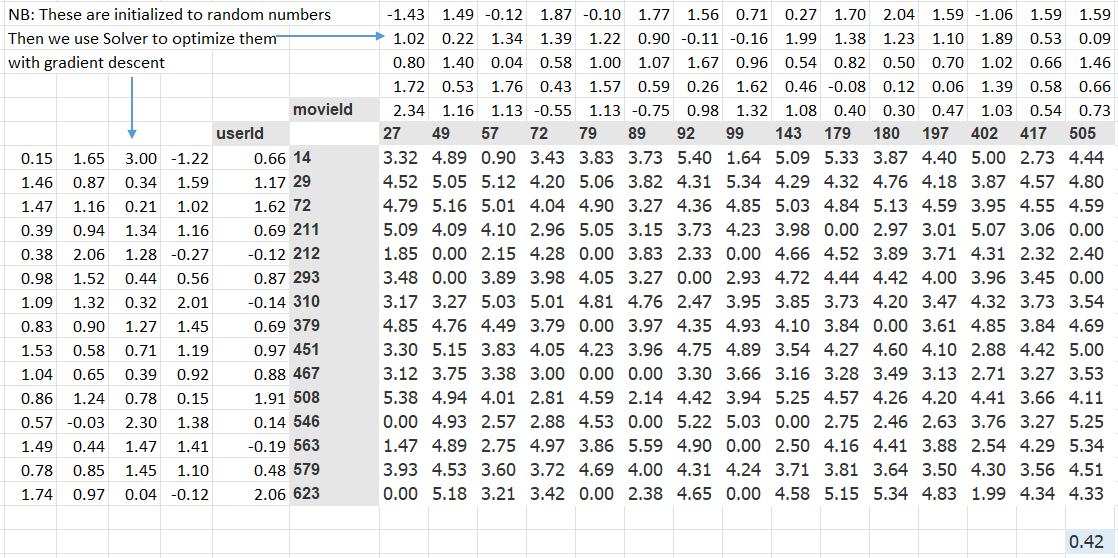 NB: These are initialized to random numbers -1.43 1.49 -0.12 1.87 -0.10 1.77 1.56 0.71 0.27 1.70 2.04 1.59 -1.06 1.59 1.59
Then we use Solver to optimize them 1.02 0.22 1.34 1.39 1.22 0.90 -0.11 -0.16 1.99 1.38 1.23 1.10 1.89 0.53 0.09
with gradient descent 0.80 1.40 0.04 0.58 1.00 1.07 1.67 0.96 0.54 0.82 0.50 0.70 1.02 0.66 1.46
1.72 0.53 1.76 0.43 1.57 0.59 0.26 1.62 0.46 -0.08 0.12 0.06 1.39 0.58 0.66
movieId 2.34 1.16 1.13 -0.55 1.13 -0.75 0.98 1.32 1.08 0.40 0.30 0.47 1.03 0.54 0.73
userId 27 49 57 72 79 89 92 99 143 179 180 197 402 417 505
0.15 1.65 3.00 -1.22 0.66 14 3.32 4.89 0.90 3.43 3.83 3.73 5.40 1.64 5.09 5.33 3.87 4.40 5.00 2.73 4.44
1.46 0.87 0.34 1.59 1.17 29 4.52 5.05 5.12 4.20 5.06 3.82 4.31 5.34 4.29 4.32 4.76 4.18 3.87 4.57 4.80
1.47 1.16 0.21 1.02 1.62 72 4.79 5.16 5.01 4.04 4.90 3.27 4.36 4.85 5.03 4.84 5.13 4.59 3.95 4.55 4.59
0.39 0.94 1.34 1.16 0.69 211 5.09 4.09 4.10 2.96 5.05 3.15 3.73 4.23 3.98 0.00 2.97 3.01 5.07 3.06 0.00
0.38 2.06 1.28 -0.27 -0.12 212 1.85 0.00 2.15 4.28 0.00 3.83 2.33 0.00 4.66 4.52 3.89 3.71 4.31 2.32 2.40
0.98 1.52 0.44 0.56 0.87 293 3.48 0.00 3.89 3.98 4.05 3.27 0.00 2.93 4.72 4.44 4.42 4.00 3.96 3.45 0.00
1.09 1.32 0.32 2.01 -0.14 310 3.17 3.27 5.03 5.01 4.81 4.76 2.47 3.95 3.85 3.73 4.20 3.47 4.32 3.73 3.54
0.83 0.90 1.27 1.45 0.69 379 4.85 4.76 4.49 3.79 0.00 3.97 4.35 4.93 4.10 3.84 0.00 3.61 4.85 3.84 4.69
1.53 0.58 0.71 1.19 0.97 451 3.30 5.15 3.83 4.05 4.23 3.96 4.75 4.89 3.54 4.27 4.60 4.10 2.88 4.42 5.00
1.04 0.65 0.39 0.92 0.88 467 3.12 3.75 3.38 3.00 0.00 0.00 3.30 3.66 3.16 3.28 3.49 3.13 2.71 3.27 3.53
0.86 1.24 0.78 0.15 1.91 508 5.38 4.94 4.01 2.81 4.59 2.14 4.42 3.94 5.25 4.57 4.26 4.20 4.41 3.66 4.11
0.57 -0.03 2.30 1.38 0.14 546 0.00 4.93 2.57 2.88 4.53 0.00 5.22 5.03 0.00 2.75 2.46 2.63 3.76 3.27 5.25
1.49 0.44 1.47 1.41 -0.19 563 1.47 4.89 2.75 4.97 3.86 5.59 4.90 0.00 2.50 4.16 4.41 3.88 2.54 4.29 5.34
0.78 0.85 1.45 1.10 0.48 579 3.93 4.53 3.60 3.72 4.69 4.00 4.31 4.24 3.71 3.81 3.64 3.50 4.30 3.56 4.51
1.74 0.97 0.04 -0.12 2.06 623 0.00 5.18 3.21 3.42 0.00 2.38 4.65 0.00 4.58 5.15 5.34 4.83 1.99 4.34 4.33
0.42